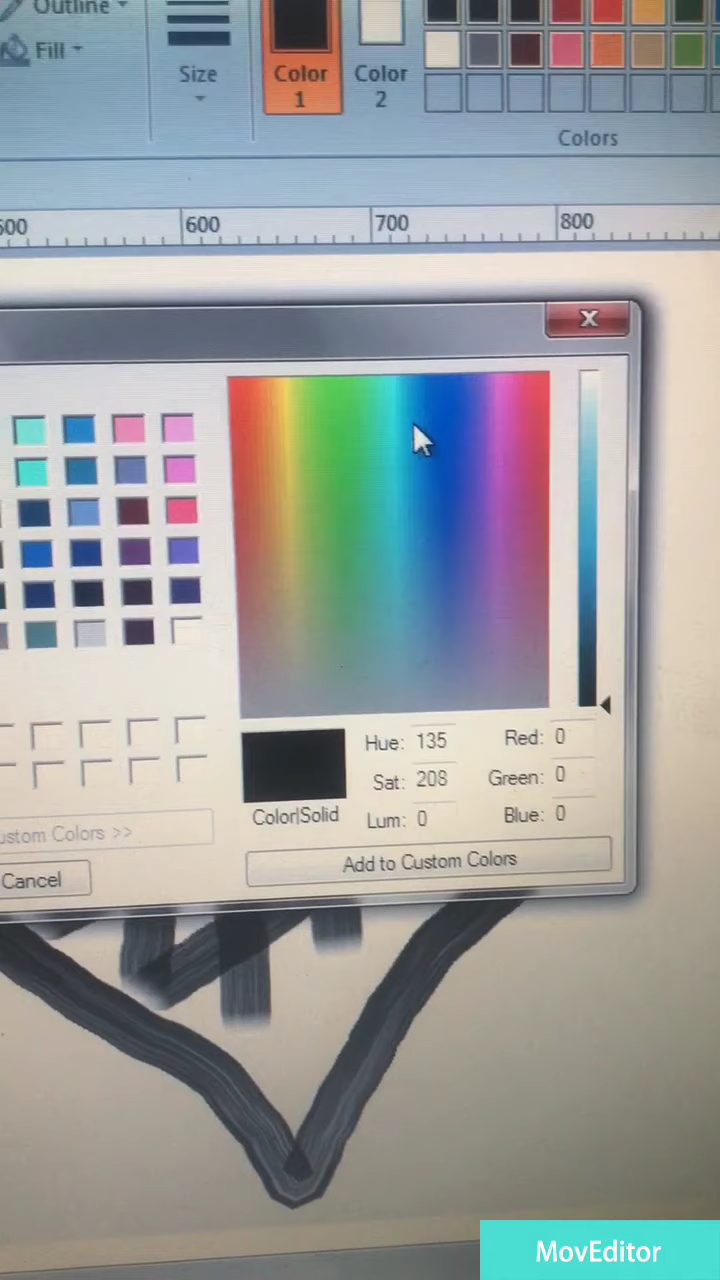 Outline
Fill
Size
Color
1
Color
2
Colors
600
700
800
X
Hue: 135
Sat: 208
Lum: 0
Red: 0
Green: 0
Blue: 0
Color|Solid
ustom Colors >>
Add to Custom Colors
Cancel
MovEditor